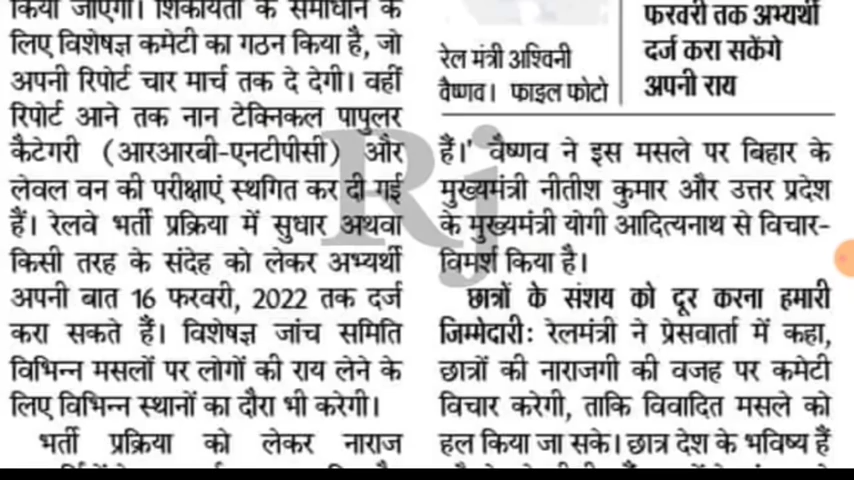 किया जाएगा। शिकायतों के समाधान के
लिए विशेषज्ञ कमेटी का गठन किया है, जो
अपनी रिपोर्ट चार मार्च तक दे देगी। वहीं
रिपोर्ट आने तक नान टेक्निकल पापुलर
कैटेगरी (आरआरबी-एनटीपीसी) और
लेवल वन की परीक्षाएं स्थगित कर दी गई
हैं। रेलवे भर्ती प्रक्रिया में सुधार अथवा
किसी तरह के संदेह को लेकर अभ्यर्थी
अपनी बात 16 फरवरी, 2022 तक दर्ज
करा सकते हैं। विशेषज्ञ जांच समिति
विभिन्न मसलों पर लोगों की राय लेने के
लिए विभिन्न स्थानों का दौरा भी करेगी।
भर्ती प्रक्रिया को लेकर नाराज
रेल मंत्री अश्विनी
वैष्णव। फाइल फोटो
फरवरी तक अभ्यर्थी
दर्ज करा सकेंगे
अपनी राय
हैं।' वैष्णव ने इस मसले पर बिहार के
मुख्यमंत्री नीतीश कुमार और उत्तर प्रदेश
के मुख्यमंत्री योगी आदित्यनाथ से विचार-
विमर्श किया है।
छात्रों के संशय को दूर करना हमारी
जिम्मेदारी: रेलमंत्री ने प्रेसवार्ता में कहा,
छात्रों की नाराजगी की वजह पर कमेटी
विचार करेगी, ताकि विवादित मसले को
हल किया जा सके। छात्र देश के भविष्य हैं
Rj